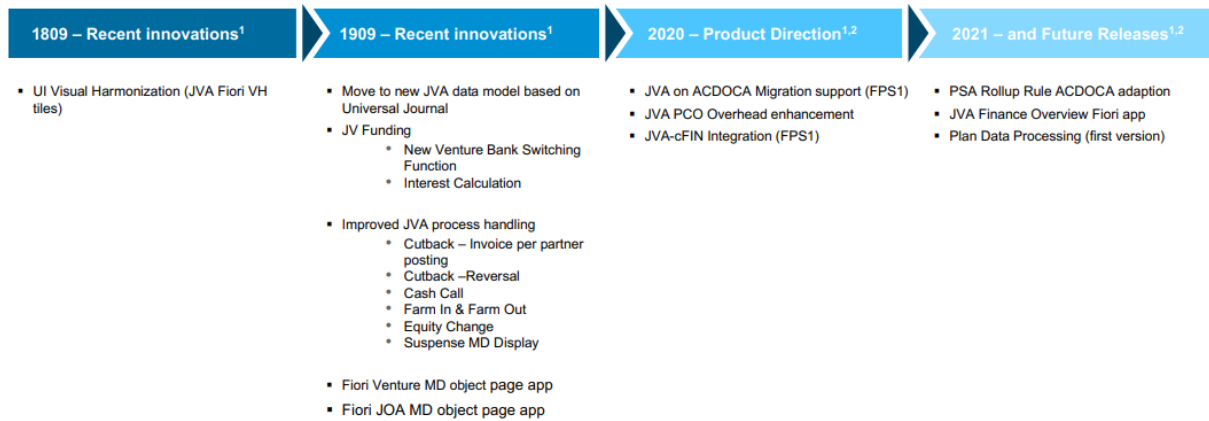 1809 – Recent innovations¹
▪ UI Visual Harmonization (JVA Fiori VH
tiles)
1909 – Recent innovations¹
▪ Move to new JVA data model based on
Universal Journal
▪ JV Funding
• New Venture Bank Switching
Function
• Interest Calculation
▪ Improved JVA process handling
• Cutback – Invoice per partner
posting
• Cutback –Reversal
• Cash Call
• Farm In & Farm Out
• Equity Change
• Suspense MD Display
▪ Fiori Venture MD object page app
▪ Fiori JOA MD object page app
2020 – Product Direction¹,²
▪ JVA on ACDOCA Migration support (FPS1)
▪ JVA PCO Overhead enhancement
▪ JVA-cFIN Integration (FPS1)
2021 – and Future Releases¹,²
▪ PSA Rollup Rule ACDOCA adaption
▪ JVA Finance Overview Fiori app
▪ Plan Data Processing (first version)